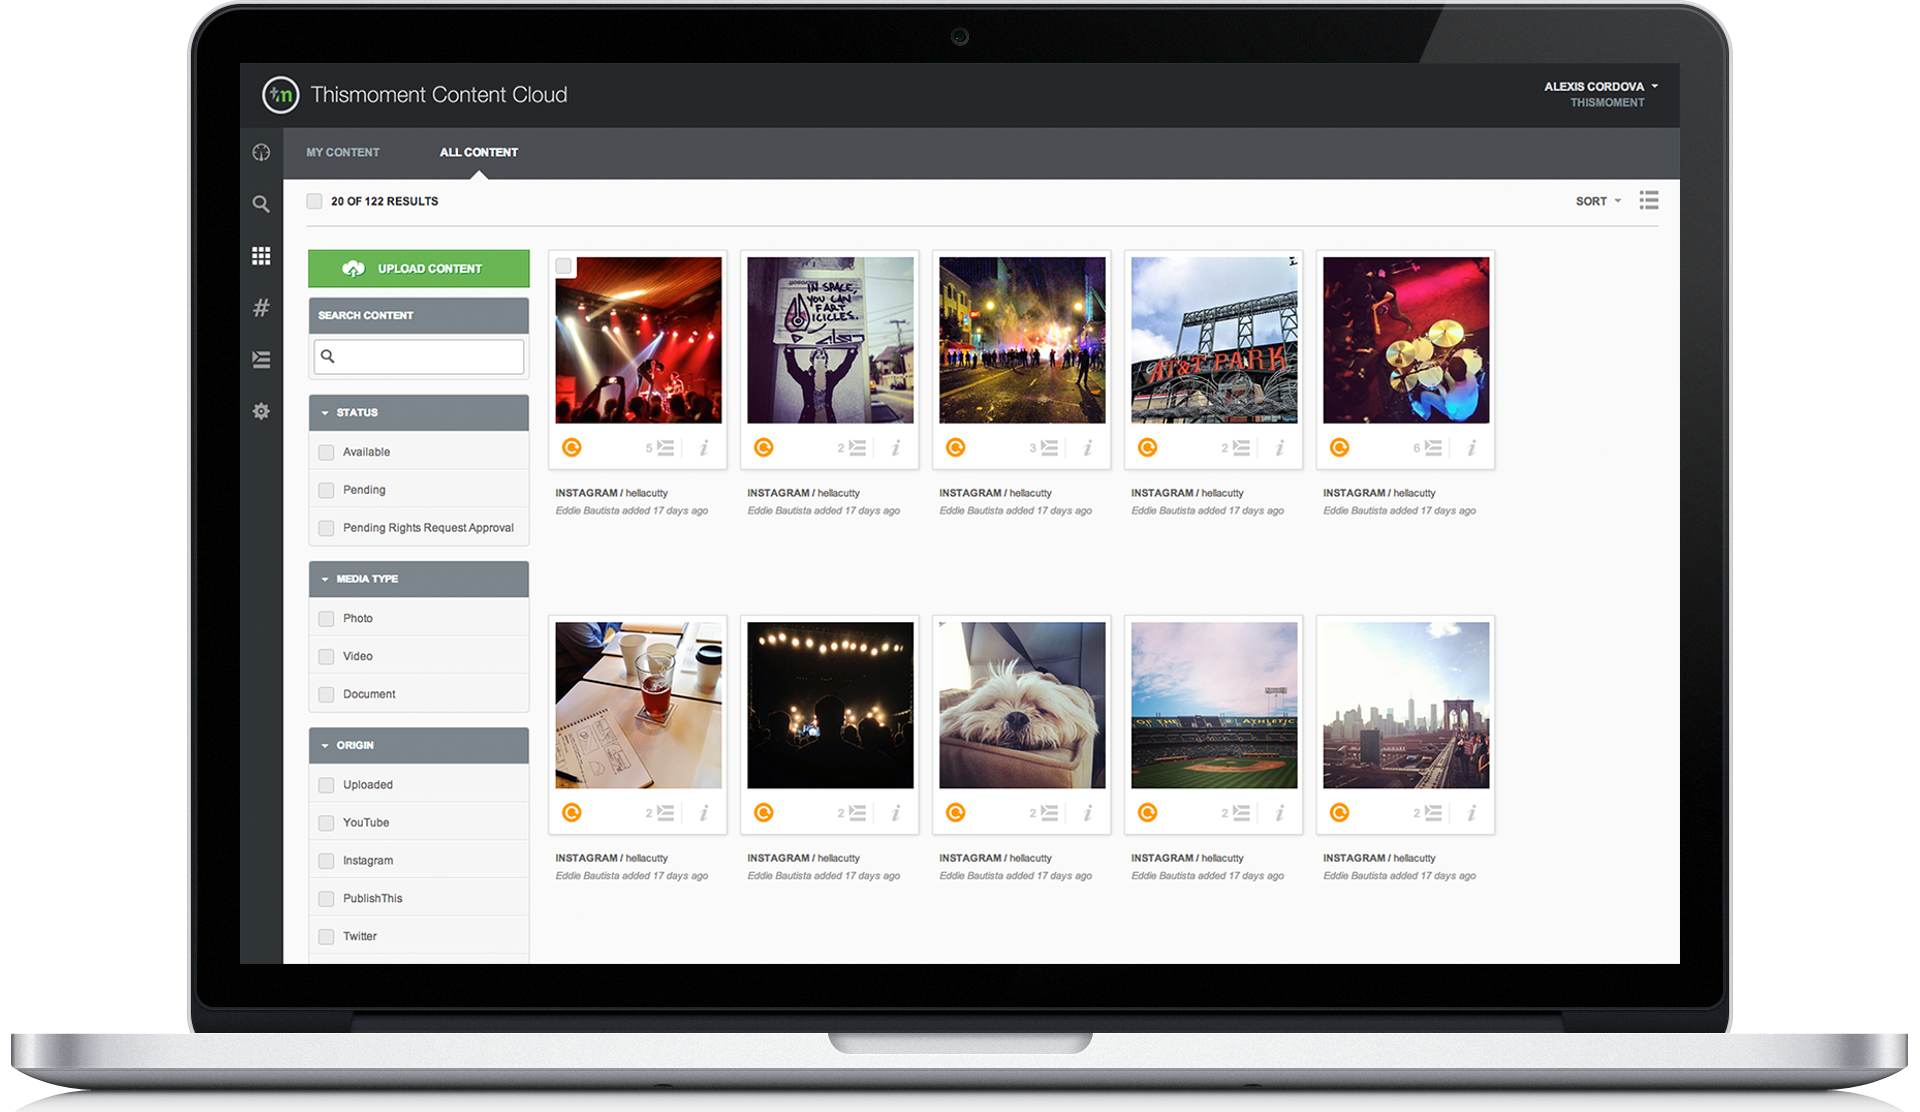 tm Thismoment Content Cloud
ALEXIS CORDOVA
THISMOMENT
MY CONTENT
ALL CONTENT
20 OF 122 RESULTS
SORT
UPLOAD CONTENT
SEARCH CONTENT
STATUS
Available
Pending
Pending Rights Request Approval
MEDIA TYPE
Photo
Video
Document
ORIGIN
Uploaded
YouTube
Instagram
PublishThis
Twitter
IN SPACE,
YOU CAN
FART
ICICLES.
AT&T PARK
5 i
2 i
3 i
2 i
6 i
INSTAGRAM / hellacutty
Eddie Bautista added 17 days ago
INSTAGRAM / hellacutty
Eddie Bautista added 17 days ago
INSTAGRAM / hellacutty
Eddie Bautista added 17 days ago
INSTAGRAM / hellacutty
Eddie Bautista added 17 days ago
INSTAGRAM / hellacutty
Eddie Bautista added 17 days ago
OF THE ATHLETIC
2 i
2 i
2 i
2 i
2 i
INSTAGRAM / hellacutty
Eddie Bautista added 17 days ago
INSTAGRAM / hellacutty
Eddie Bautista added 17 days ago
INSTAGRAM / hellacutty
Eddie Bautista added 17 days ago
INSTAGRAM / hellacutty
Eddie Bautista added 17 days ago
INSTAGRAM / hellacutty
Eddie Bautista added 17 days ago